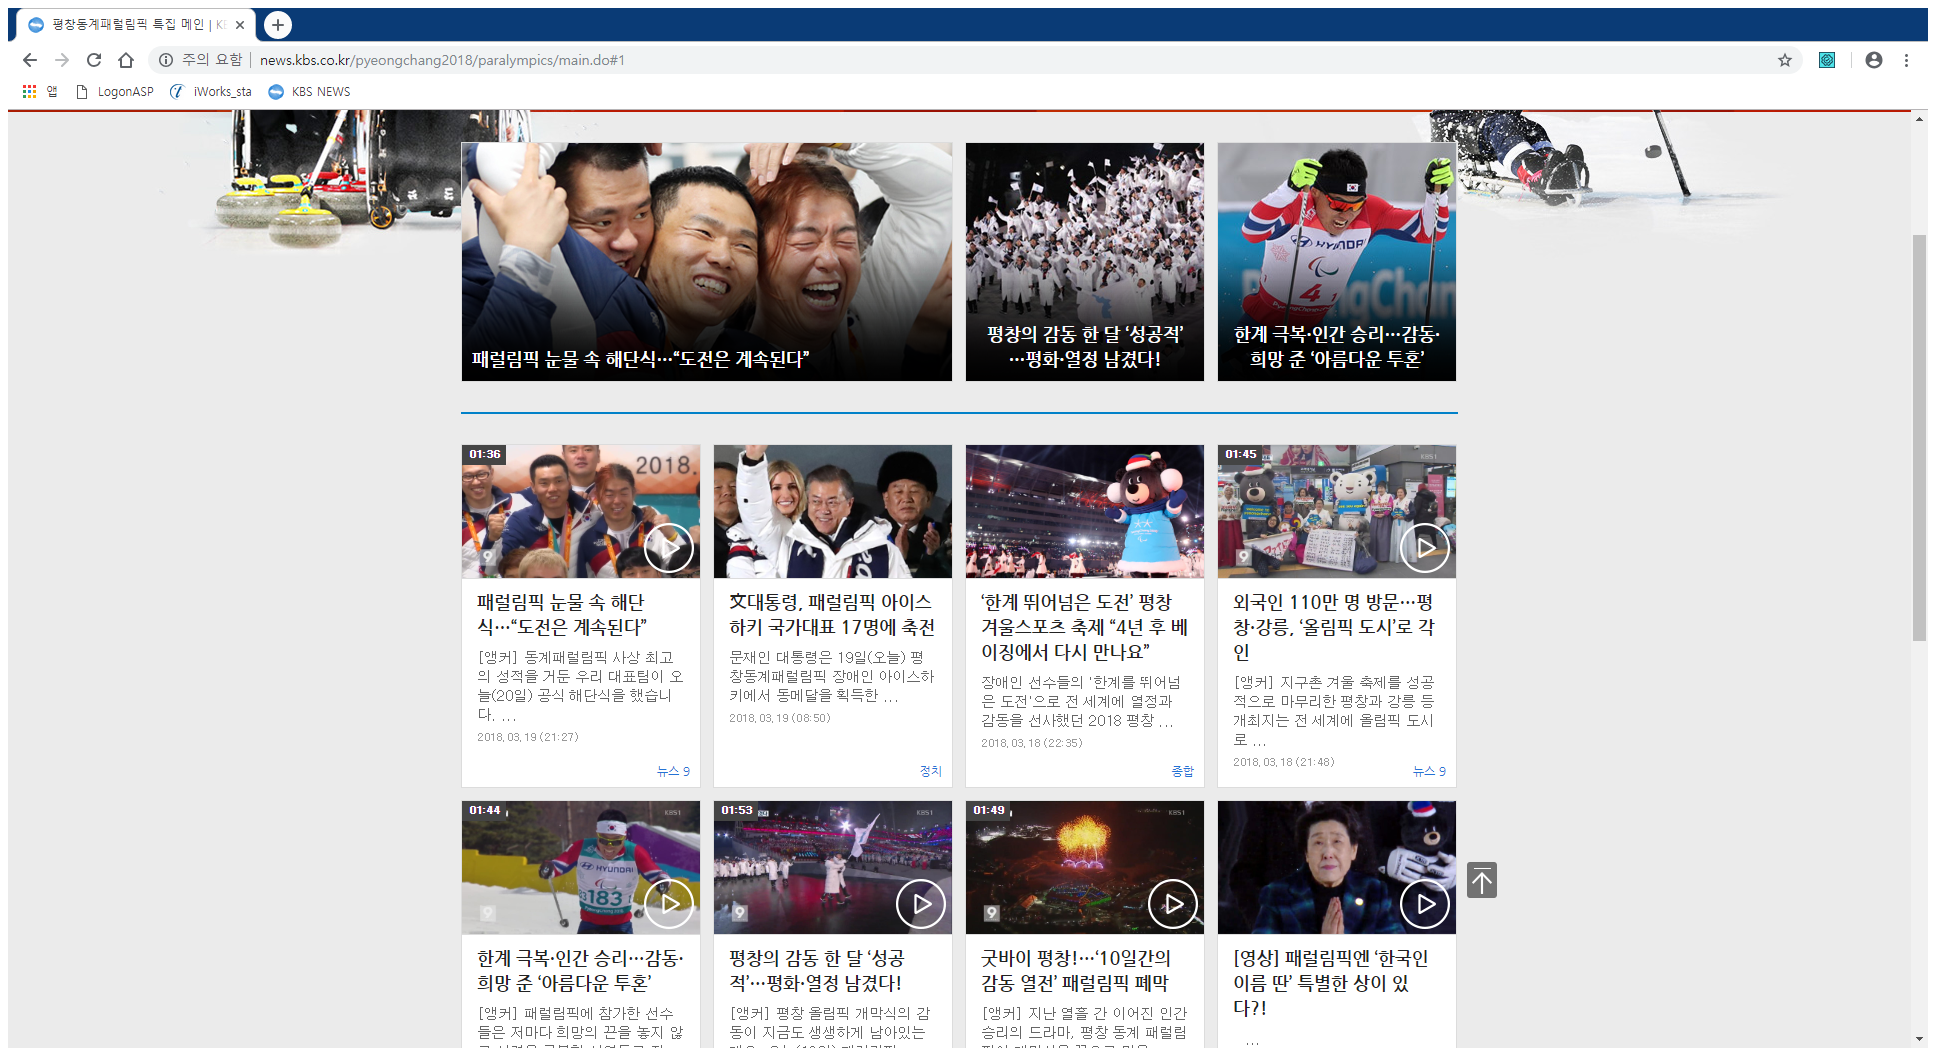 평창동계패럴림픽 특집 메인 | KB
주의 요함 | news.kbs.co.kr/pyeongchang2018/paralympics/main.do#1
앱 LogonASP iWorks_sta KBS NEWS
패럴림픽 눈물 속 해단식…“도전은 계속된다”
평창의 감동 한 달 ‘성공적’
…평화·열정 남겼다!
HYUNDAI
4
한계 극복·인간 승리…감동·
희망 준 ‘아름다운 투혼’
01:36
2018.
9
패럴림픽 눈물 속 해단
식…“도전은 계속된다”
[앵커] 동계패럴림픽 사상 최고
의 성적을 거둔 우리 대표팀이 오
늘(20일) 공식 해단식을 했습니
다. ...
2018.03.19 (21:27)
뉴스 9
文대통령, 패럴림픽 아이스
하키 국가대표 17명에 축전
문재인 대통령은 19일(오늘) 평
창동계패럴림픽 장애인 아이스하
키에서 동메달을 획득한 ...
2018.03.19 (08:50)
정치
‘한계 뛰어넘은 도전’ 평창
겨울스포츠 축제 “4년 후 베
이징에서 다시 만나요”
장애인 선수들의 '한계를 뛰어넘
은 도전'으로 전 세계에 열정과
감동을 선사했던 2018 평창 ...
2018.03.18 (22:35)
종합
01:45
KBS1
9
외국인 110만 명 방문…평
창·강릉, ‘올림픽 도시’로 각
인
[앵커] 지구촌 겨울 축제를 성공
적으로 마무리한 평창과 강릉 등
개최지는 전 세계에 올림픽 도시
로 ...
2018.03.18 (21:48)
뉴스 9
01:44
KBS1
HYUNDAI
183
9
한계 극복·인간 승리…감동·
희망 준 ‘아름다운 투혼’
[앵커] 패럴림픽에 참가한 선수
들은 저마다 희망의 끈을 놓지 않
01:53
KBS1
9
평창의 감동 한 달 ‘성공
적’…평화·열정 남겼다!
[앵커] 평창 올림픽 개막식의 감
동이 지금도 생생하게 남아있는
01:49
KBS1
9
굿바이 평창!…‘10일간의
감동 열전’ 패럴림픽 폐막
[앵커] 지난 열흘 간 이어진 인간
승리의 드라마, 평창 동계 패럴림
[영상] 패럴림픽엔 ‘한국인
이름 딴’ 특별한 상이 있
다?!
...